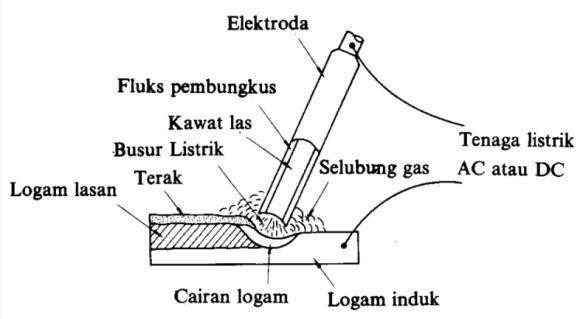 Elektroda
Fluks pembungkus
Kawat las
Busur Listrik
Terak
Logam lasan
Selubung gas
Tenaga listrik
AC atau DC
Cairan logam
Logam induk